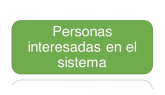 Personas
interesadas en el
sistema